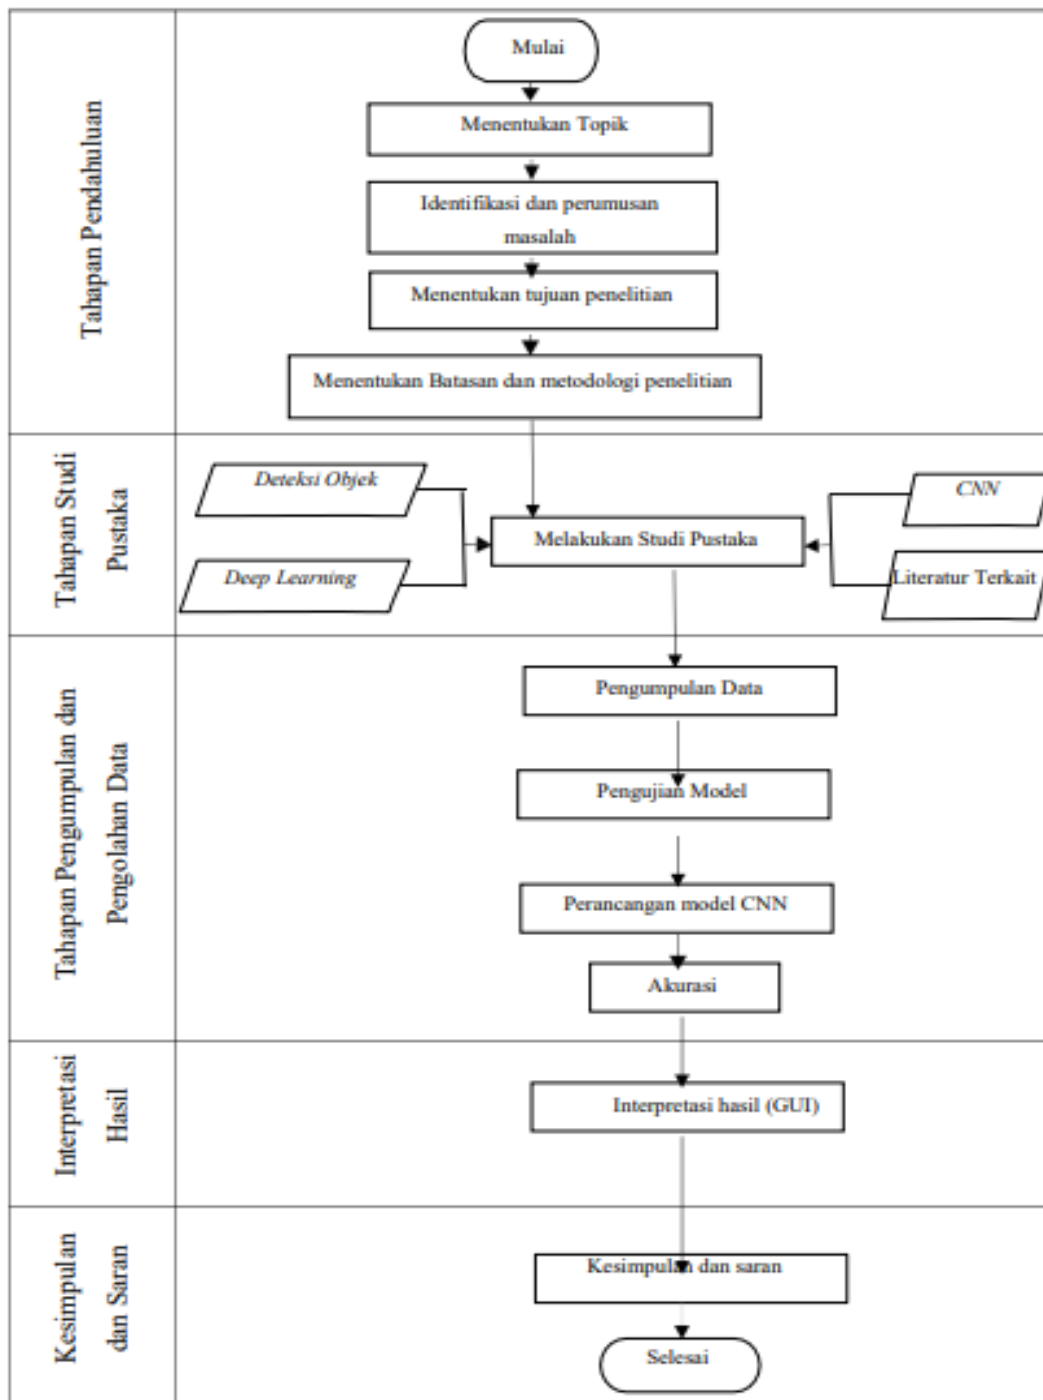 Tahapan Pendahuluan
Mulai
Menentukan Topik
Identifikasi dan perumusan
masalah
Menentukan tujuan penelitian
Menentukan Batasan dan metodologi penelitian
Tahapan Studi
Pustaka
Deteksi Objek
CNN
Melakukan Studi Pustaka
Deep Learning
Literatur Terkait
Tahapan Pengumpulan dan
Pengolahan Data
Pengumpulan Data
Pengujian Model
Perancangan model CNN
Akurasi
Interpretasi
Hasil
Interpretasi hasil (GUI)
Kesimpulan
dan Saran
Kesimpulan dan saran
Selesai